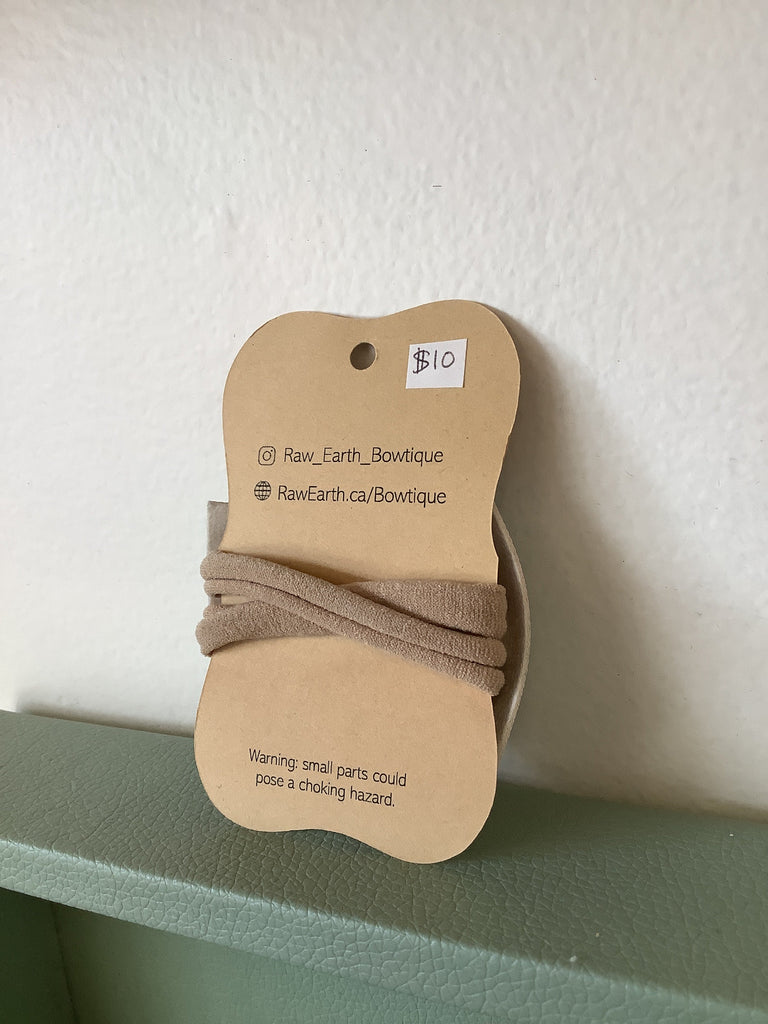 $10
Raw_Earth_Bowtique
RawEarth.ca/Bowtique
Warning: small parts could
pose a choking hazard.